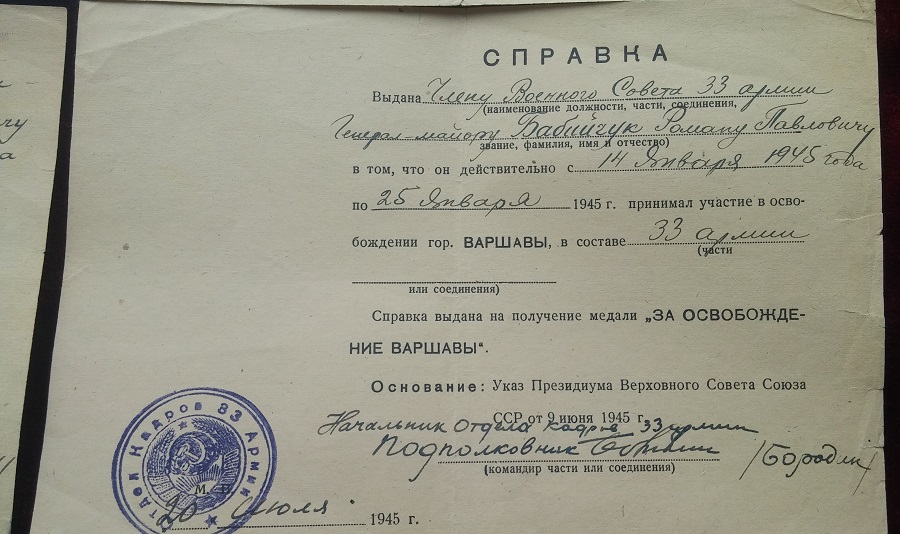 СПРАВКА
Выдана Члену Военного Совета 33 армии
(наименование должности, части, соединения,
Генерал-майору Бабийчук Роману Павловичу
звание, фамилия, имя и отчество)
в том, что он действительно с 14 Января 1945 года
по 25 Января 1945 г. принимал участие в осво-
бождении гор. ВАРШАВЫ, в составе 33 армии
(части
или соединения)
Справка выдана на получение медали „ЗА ОСВОБОЖДЕ-
НИЕ ВАРШАВЫ“.
Основание: Указ Президиума Верховного Совета Союза
ССР от 9 июня 1945 г.
Начальник Отдела Кадров 33 армии
Подполковник /Бородин/
(командир части или соединения)
Отдел Кадров 33 Армии
М. П.
20 Июля 1945 г.
чу
а